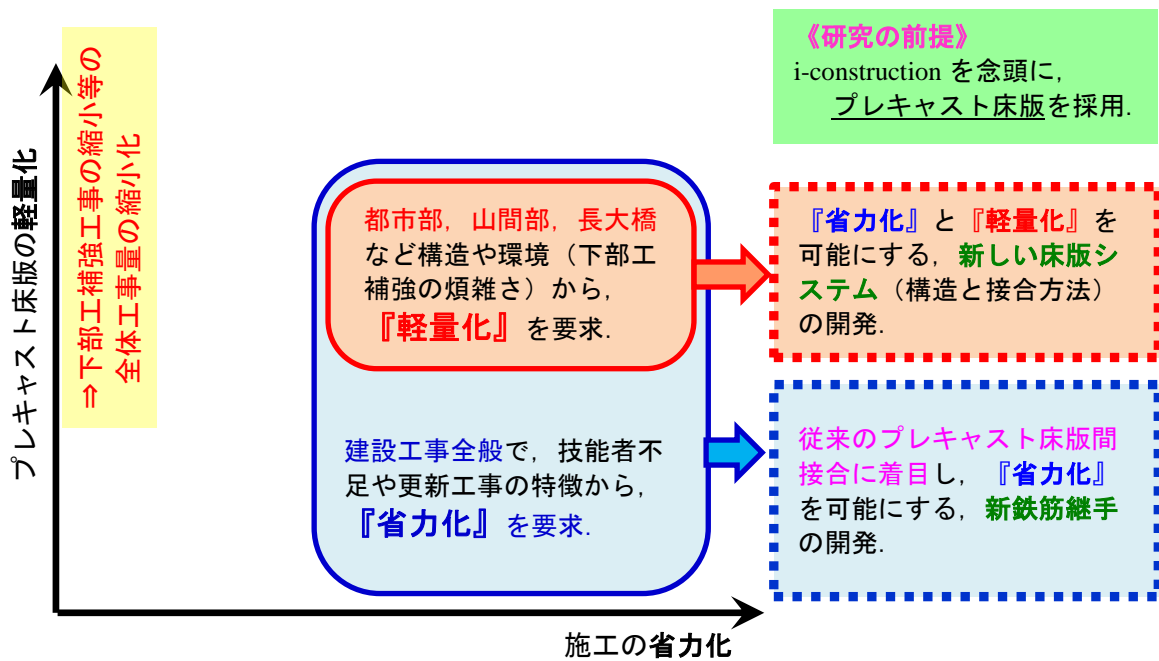 プレキャスト床版の軽量化
⇒下部工補強工事の縮小等の
全体工事量の縮小化
《研究の前提》
i-construction を念頭に,
プレキャスト床版を採用.
都市部, 山間部, 長大橋
など構造や環境（下部工
補強の煩雑さ）から,
『軽量化』を要求.
『省力化』と『軽量化』を
可能にする, 新しい床版シ
ステム（構造と接合方法）
の開発.
建設工事全般で, 技能者不
足や更新工事の特徴から,
『省力化』を要求.
従来のプレキャスト床版間
接合に着目し, 『省力化』
を可能にする, 新鉄筋継手
の開発.
施工の省力化